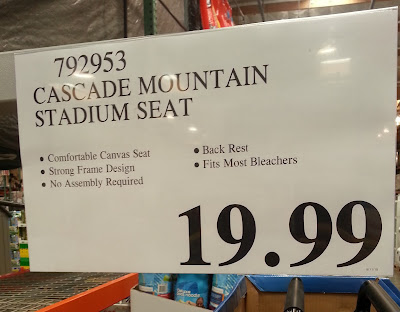 792953
CASCADE MOUNTAIN
STADIUM SEAT
• Comfortable Canvas Seat
• Strong Frame Design
• No Assembly Required
• Back Rest
• Fits Most Bleachers
19.99